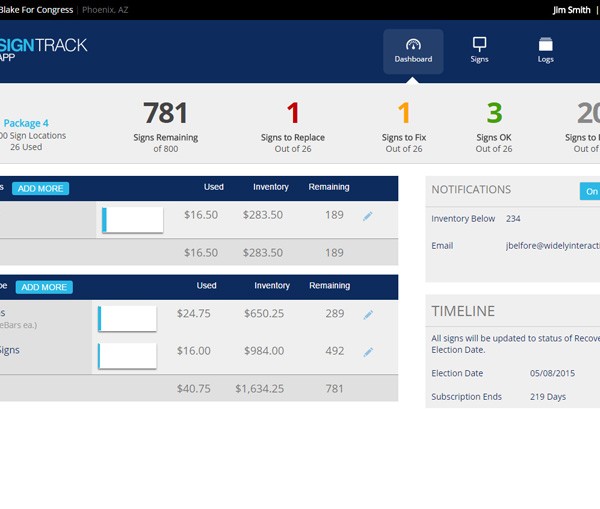 Blake For Congress | Phoenix, AZ
Jim Smith |
SIGNTRACK
APP
Dashboard
Signs
Logs
Package 4
00 Sign Locations
26 Used
781
Signs Remaining
of 800
1
Signs to Replace
Out of 26
1
Signs to Fix
Out of 26
3
Signs OK
Out of 26
20
Signs to
Out of
s ADD MORE Used Inventory Remaining
$16.50 $283.50 189
$16.50 $283.50 189
pe ADD MORE Used Inventory Remaining
s $24.75 $650.25 289
eBars ea.)
Signs $16.00 $984.00 492
$40.75 $1,634.25 781
NOTIFICATIONS On
Inventory Below 234
Email jbelfore@widelyinteracti
TIMELINE
All signs will be updated to status of Recove
Election Date.
Election Date 05/08/2015
Subscription Ends 219 Days